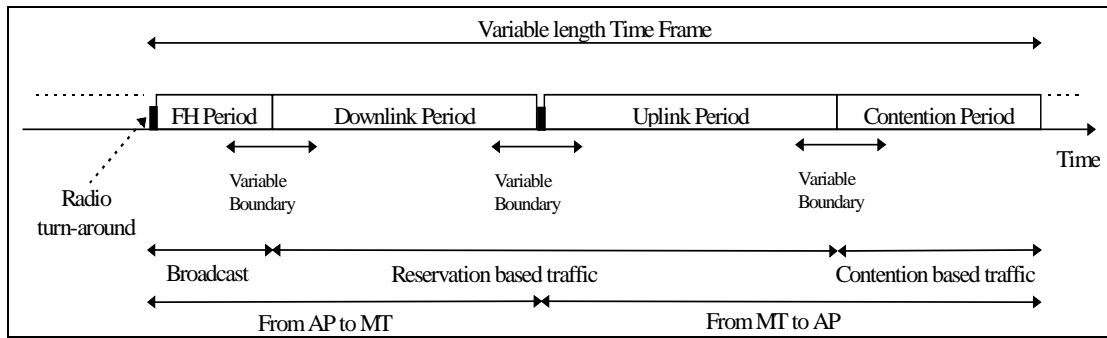 Variable length Time Frame
FH Period
Downlink Period
Uplink Period
Contention Period
Time
Variable
Boundary
Variable
Boundary
Variable
Boundary
Radio
turn-around
Broadcast
Reservation based traffic
Contention based traffic
From AP to MT
From MT to AP